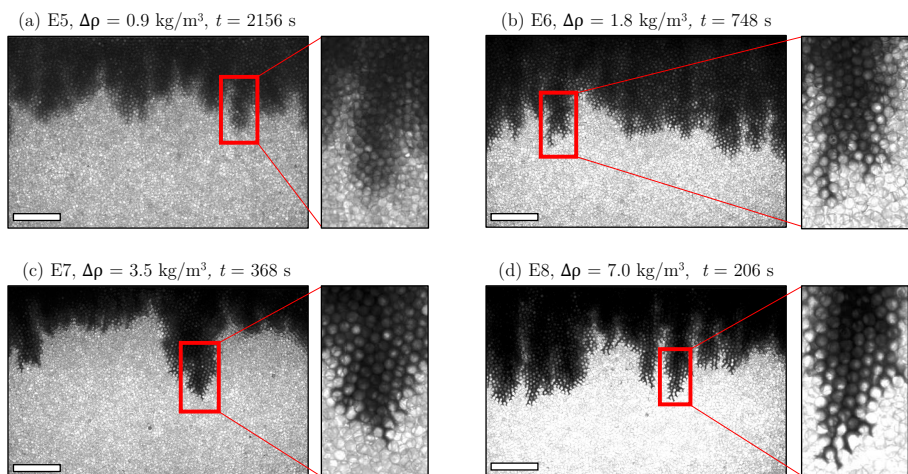 (a) E5, Δρ = 0.9 kg/m³, t = 2156 s
(b) E6, Δρ = 1.8 kg/m³, t = 748 s
(c) E7, Δρ = 3.5 kg/m³, t = 368 s
(d) E8, Δρ = 7.0 kg/m³, t = 206 s